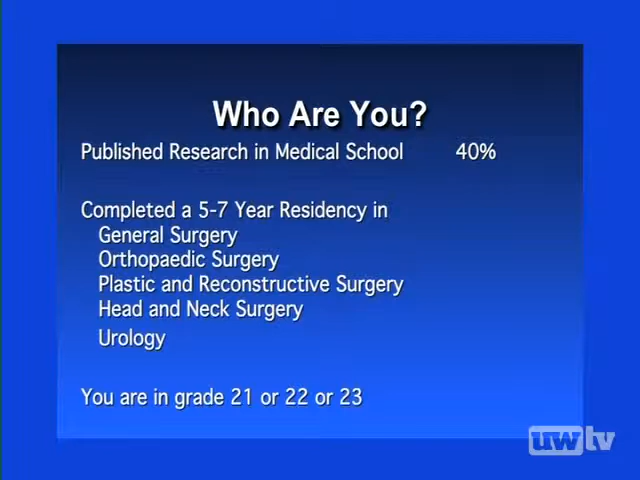 Who Are You?
Published Research in Medical School 40%
Completed a 5-7 Year Residency in
General Surgery
Orthopaedic Surgery
Plastic and Reconstructive Surgery
Head and Neck Surgery
Urology
You are in grade 21 or 22 or 23
uwtv